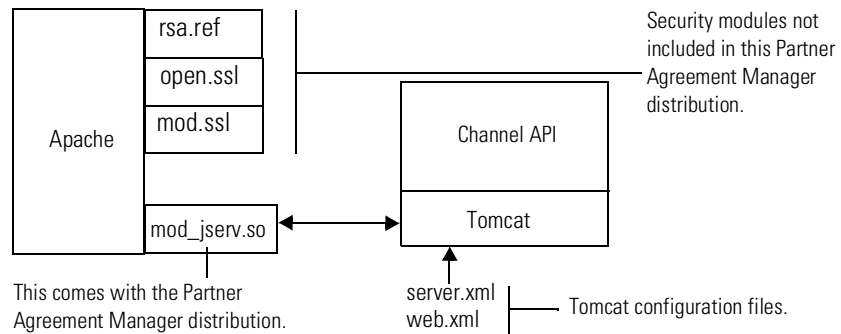 Apache
rsa.ref
open.ssl
mod.ssl
mod_jserv.so
This comes with the Partner
Agreement Manager distribution.
Security modules not
included in this Partner
Agreement Manager
distribution.
Channel API
Tomcat
server.xml
web.xml
Tomcat configuration files.